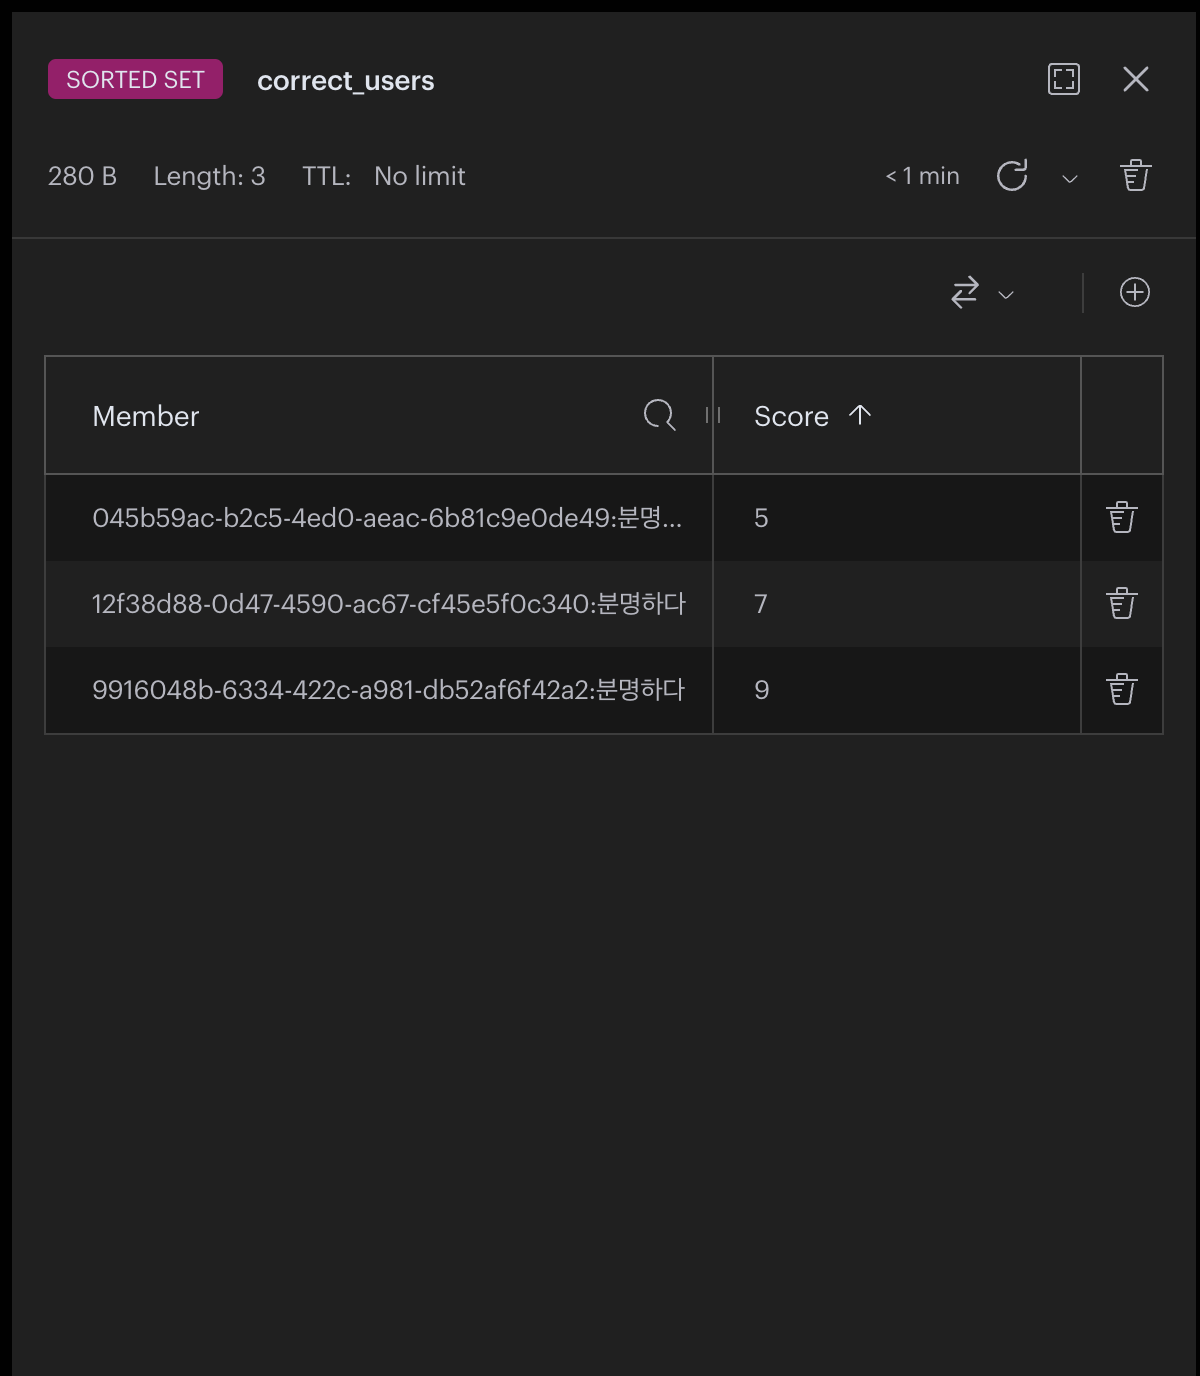 SORTED SET correct_users
280 B Length: 3 TTL: No limit < 1 min
Member Score
045b59ac-b2c5-4ed0-aeac-6b81c9e0de49:분명... 5
12f38d88-0d47-4590-ac67-cf45e5f0c340:분명하다 7
9916048b-6334-422c-a981-db52af6f42a2:분명하다 9